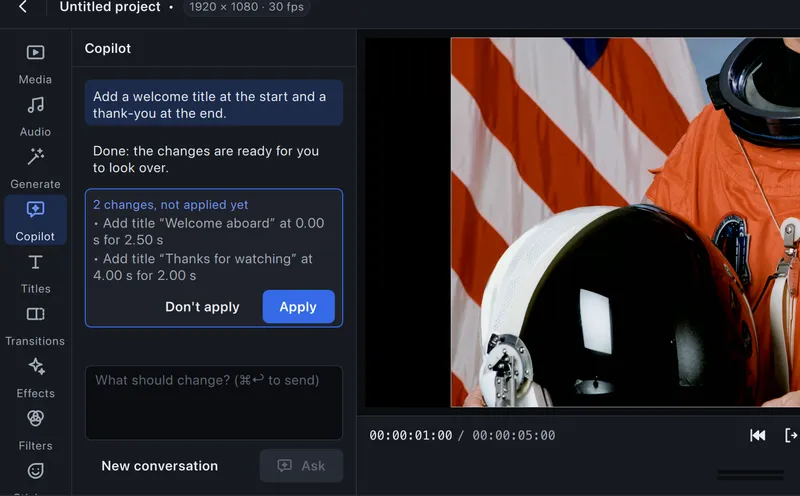 Untitled project • 1920 × 1080 · 30 fps
Media
Audio
Generate
Copilot
Titles
Transitions
Effects
Filters
Copilot
Add a welcome title at the start and a
thank-you at the end.
Done: the changes are ready for you
to look over.
2 changes, not applied yet
• Add title “Welcome aboard” at 0.00
s for 2.50 s
• Add title “Thanks for watching” at
4.00 s for 2.00 s
Don't apply Apply
What should change? (⌘↩ to send)
New conversation Ask
00:00:01:00 / 00:00:05:00